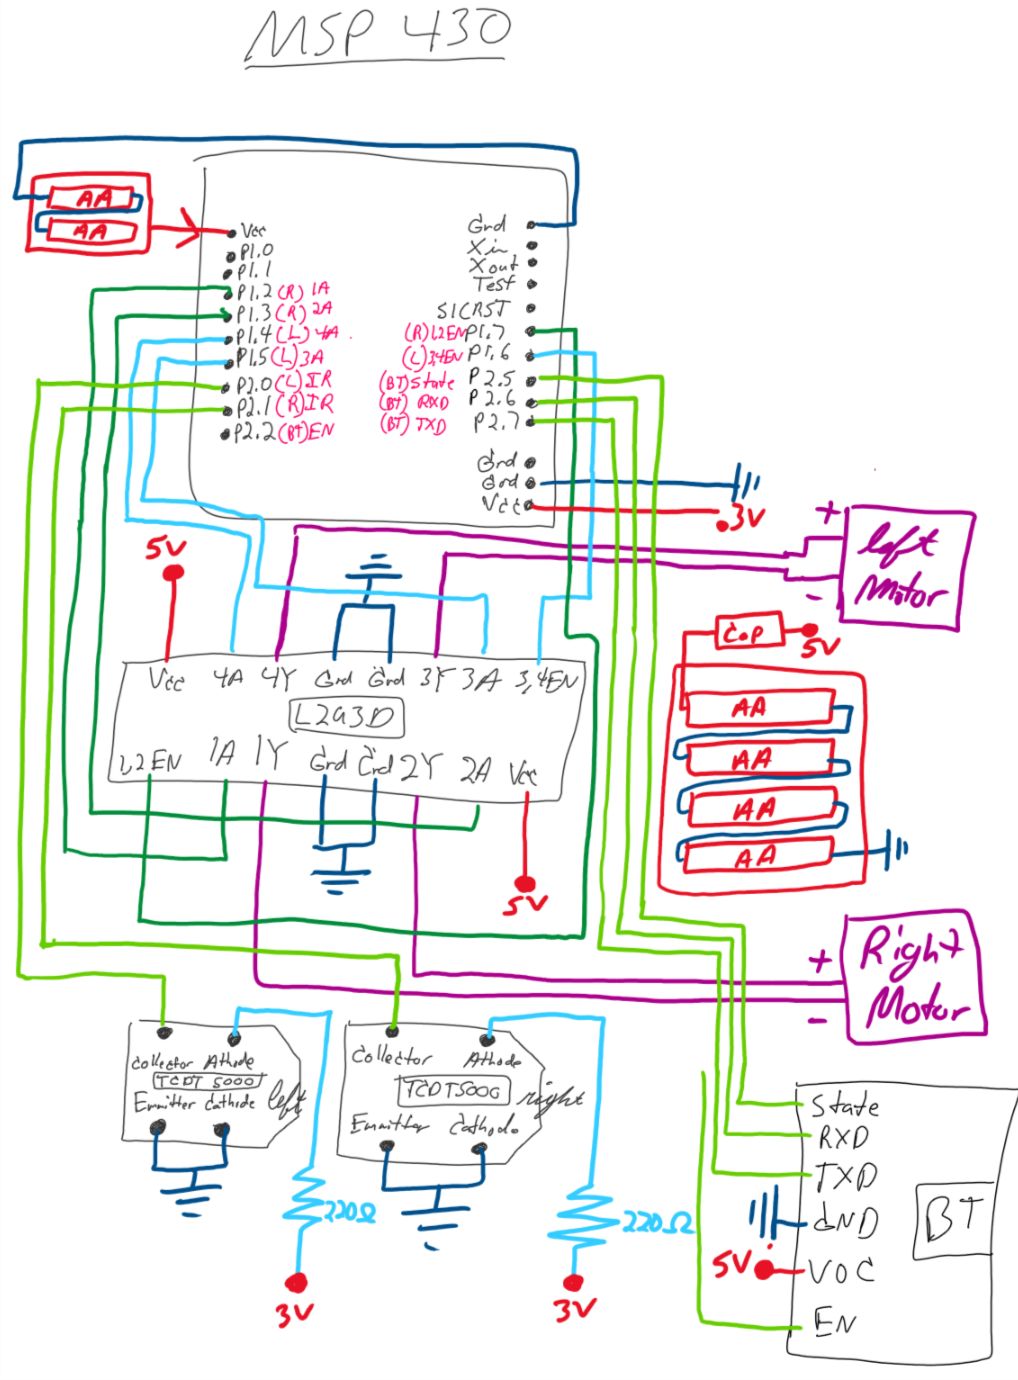 MSP 430
AA
AA
Vcc
P1.0
P1.1
P1.2 (R) 1A
P1.3 (R) 2A
P1.4 (L) 4A
P1.5 (L) 3A
P2.0 (L) IR
P2.1 (R) IR
P2.2 (BT) EN
Grd
Xin
Xout
Test
SICRST
(R) 1,2EN P1.7
(L) 3,4EN P1.6
(BT) State P2.5
(BT) RXD P2.6
(BT) TXD P2.7
Grd
Grd
Vcc
.3V
+
left
Motor
-
5V
Cap
5V
AA
AA
AA
AA
Vcc 4A 4Y Grd Grd 3Y 3A 3,4EN
L293D
1,2EN 1A 1Y Grd Grd 2Y 2A Vcc
5V
+
Right
Motor
-
Collector Athode
TCDT 5000
Emitter Cathode
left
220Ω
3V
Collector Athode
TCDT5000
right
Emitter Cathode
220Ω
3V
State
RXD
TXD
GND
5V
VOC
EN
BT